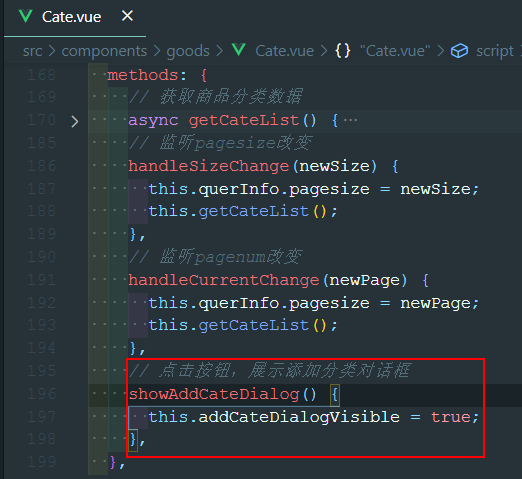 Cate.vue ×
src > components > goods > Cate.vue > {} "Cate.vue" > script
168 methods: {
169 // 获取商品分类数据
170 async getCateList() {…
185 // 监听pagesize改变
186 handleSizeChange(newSize) {
187 this.querInfo.pagesize = newSize;
188 this.getCateList();
189 },
190 // 监听pagenum改变
191 handleCurrentChange(newPage) {
192 this.querInfo.pagesize = newPage;
193 this.getCateList();
194 },
195 // 点击按钮，展示添加分类对话框
196 showAddCateDialog() {
197 this.addCateDialogVisible = true;
198 },
199 },